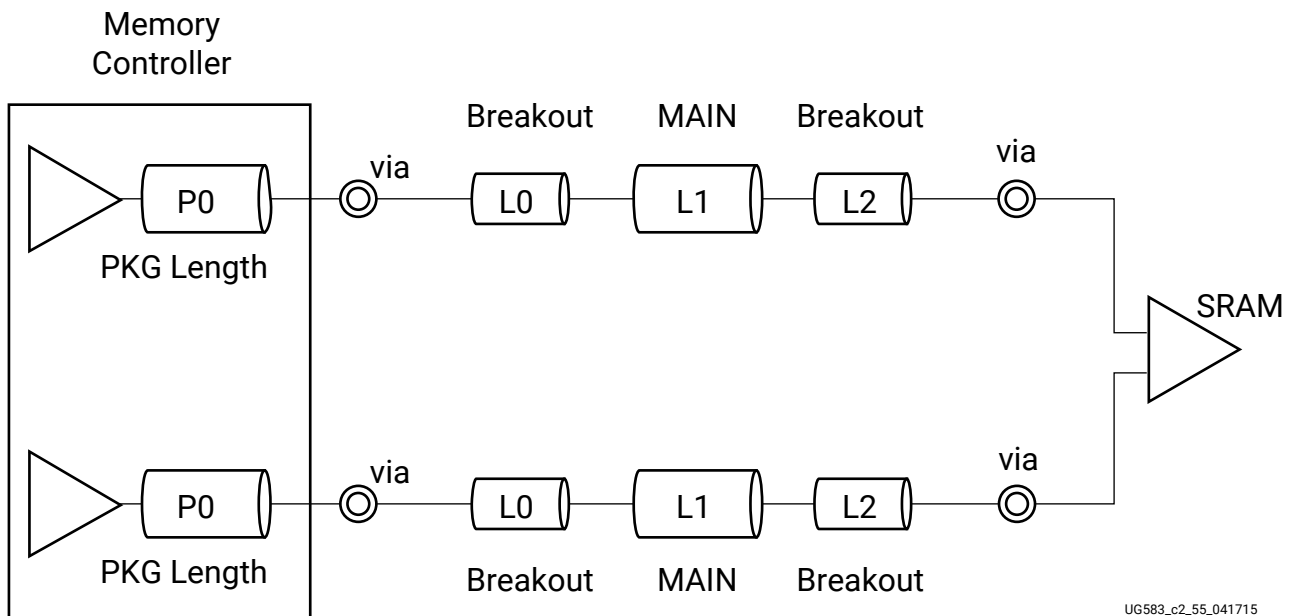 Memory
Controller
Breakout MAIN Breakout
via
via
P0 L0 L1 L2
PKG Length
SRAM
via
via
P0 L0 L1 L2
PKG Length
Breakout MAIN Breakout
UG583_c2_55_041715